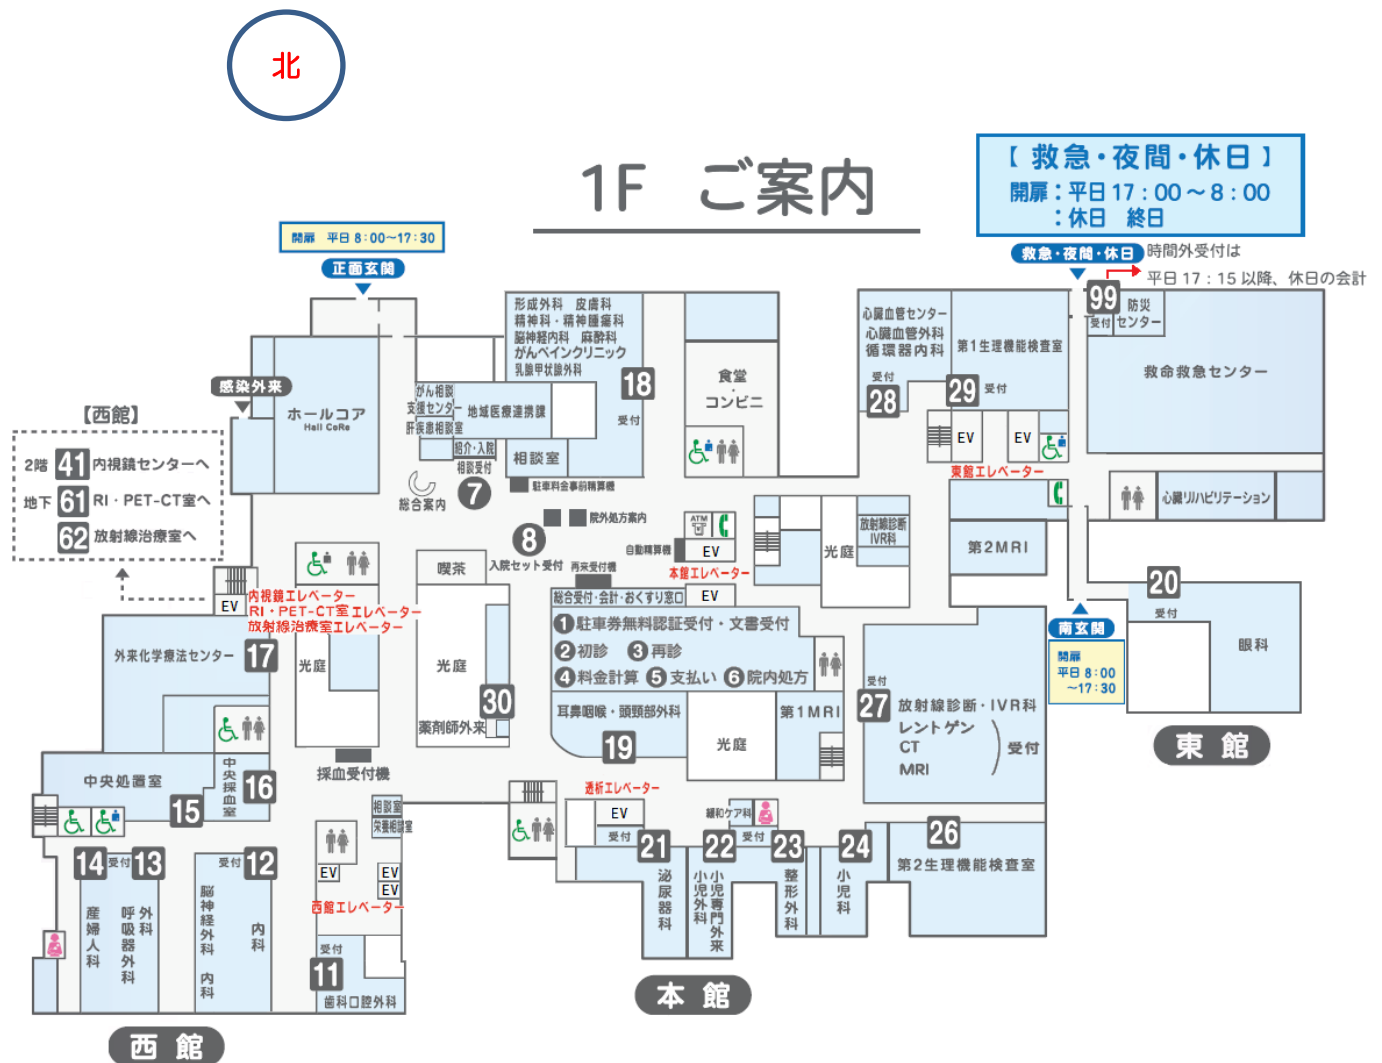 北
1F ご案内
【 救急・夜間・休日 】
開扉：平日 17：00～8：00
：休日 終日
救急・夜間・休日
時間外受付は
平日 17：15 以降、休日の会計
開扉 平日 8:00～17:30
正面玄関
感染外来
ホールコア
Hall CoRe
【西館】
2階 41 内視鏡センターへ
地下 61 RI・PET-CT室へ
62 放射線治療室へ
形成外科 皮膚科
精神科・精神腫瘍科
脳神経内科 麻酔科
がんペインクリニック
乳腺甲状腺外科
18
受付
がん相談
支援センター
肝疾患相談室
地域医療連携課
紹介・入院
相談受付
7
相談室
総合案内
駐車料金事前精算機
食堂
・
コンビニ
心臓血管センター
心臓血管外科
循環器内科
受付
28
第1生理機能検査室
29 受付
99
受付
防災
センター
救命救急センター
EV
EV
東館エレベーター
心臓リハビリテーション
第2MRI
院外処方案内
8
入院セット受付
再来受付機
ATM
自動精算機
EV
本館エレベーター
EV
光庭
放射線診断
IVR科
喫茶
光庭
30
薬剤師外来
光庭
EV
内視鏡エレベーター
RI・PET-CT室エレベーター
放射線治療室エレベーター
外来化学療法センター
17
総合受付・会計・おくすり窓口
1 駐車券無料認証受付・文書受付
2 初診 3 再診
4 料金計算 5 支払い 6 院内処方
耳鼻咽喉・頭頸部外科
19
第1MRI
光庭
受付
27
放射線診断・IVR科
レントゲン
CT
MRI
受付
南玄関
開扉
平日 8:00
～17:30
20
受付
眼科
東館
採血受付機
中央処置室
15
中央採血室
16
相談室
栄養相談室
EV
EV
EV
西館エレベーター
14 受付 13
産婦人科
外科
呼吸器外科
受付 12
脳神経外科 内科
内科
受付
11
歯科口腔外科
西館
透析エレベーター
EV
受付
21
泌尿器科
緩和ケア科
22 受付
小児専門外来
小児外科
23
整形外科
24
小児科
26
第2生理機能検査室
本館